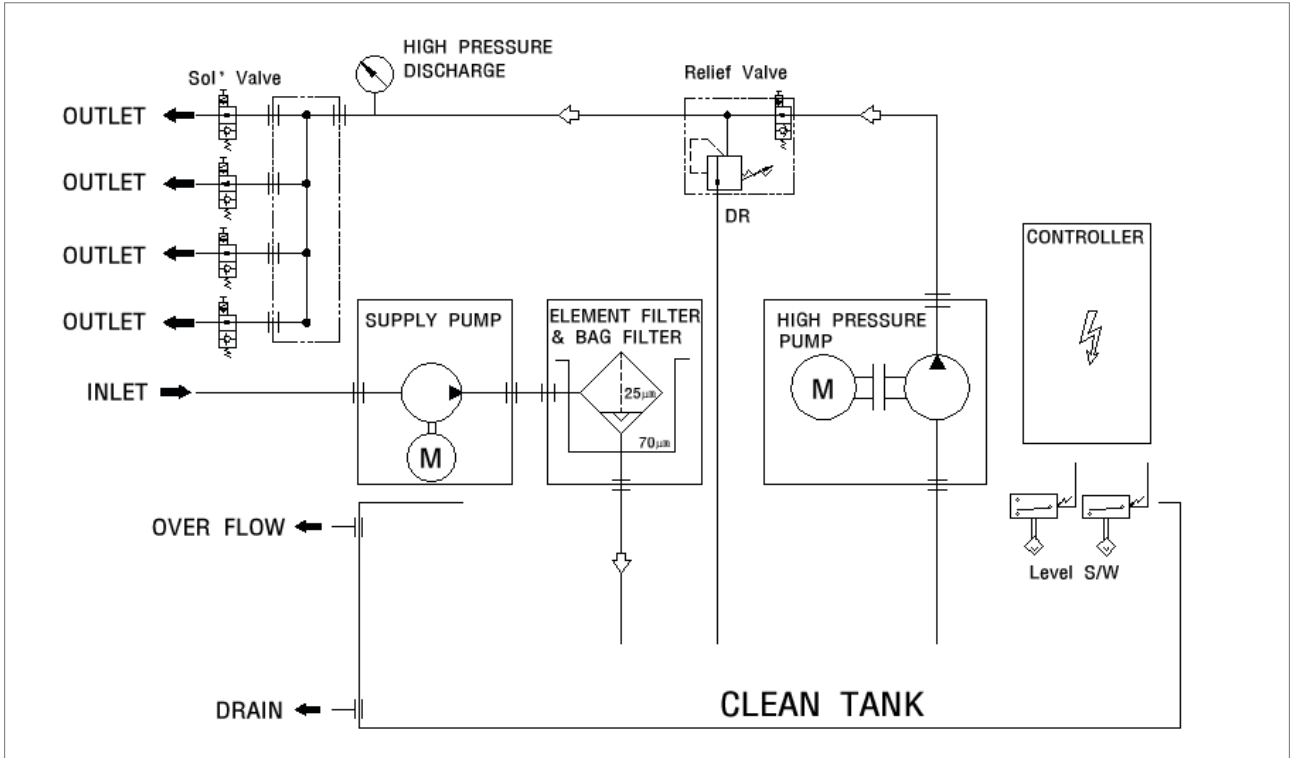 HIGH PRESSURE
DISCHARGE
Sol' Valve
Relief Valve
OUTLET
OUTLET
DR
CONTROLLER
OUTLET
OUTLET
SUPPLY PUMP
ELEMENT FILTER
& BAG FILTER
HIGH PRESSURE
PUMP
INLET
25㎛
M
70㎛
M
OVER FLOW
Level S/W
DRAIN
CLEAN TANK